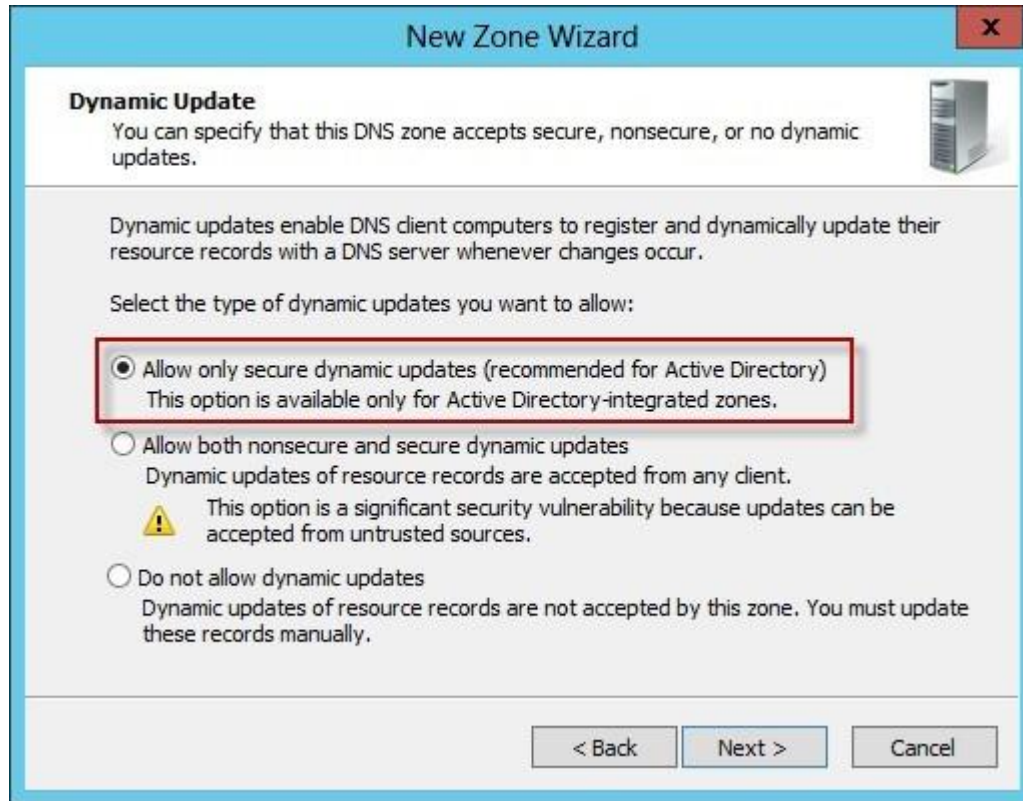 New Zone Wizard
x
Dynamic Update
You can specify that this DNS zone accepts secure, nonsecure, or no dynamic
updates.
Dynamic updates enable DNS client computers to register and dynamically update their
resource records with a DNS server whenever changes occur.
Select the type of dynamic updates you want to allow:
Allow only secure dynamic updates (recommended for Active Directory)
This option is available only for Active Directory-integrated zones.
Allow both nonsecure and secure dynamic updates
Dynamic updates of resource records are accepted from any client.
This option is a significant security vulnerability because updates can be
accepted from untrusted sources.
Do not allow dynamic updates
Dynamic updates of resource records are not accepted by this zone. You must update
these records manually.
< Back Next > Cancel